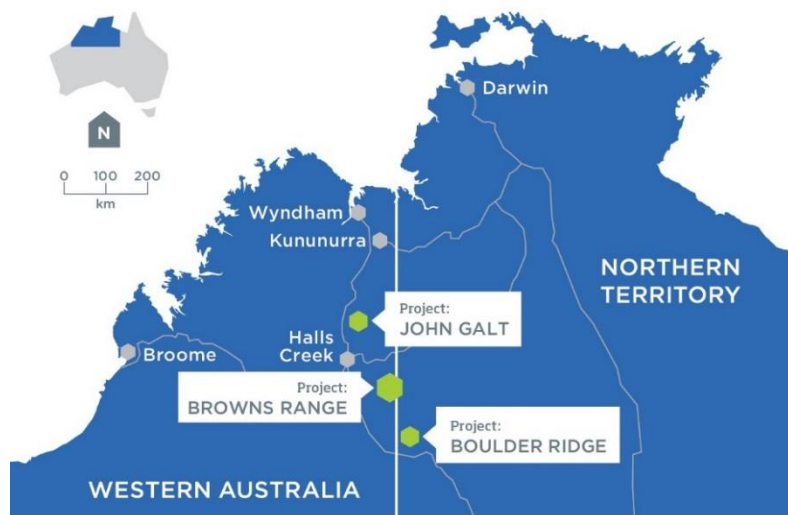 N
0 100 200
km
Darwin
Wyndham
Kununurra
NORTHERN
TERRITORY
Project:
JOHN GALT
Halls
Creek
Broome
Project:
BROWNS RANGE
Project:
BOULDER RIDGE
WESTERN AUSTRALIA